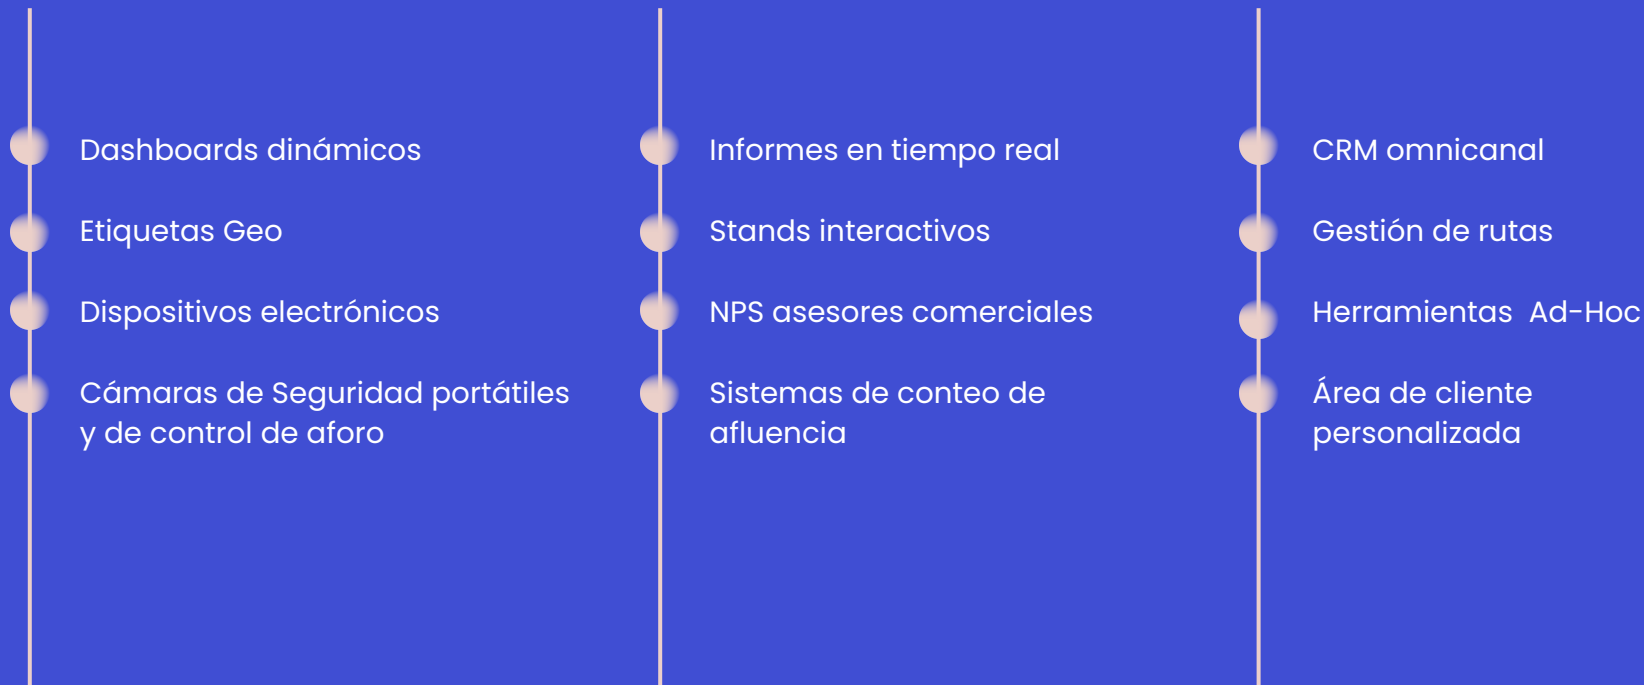 Dashboards dinámicos
Etiquetas Geo
Dispositivos electrónicos
Cámaras de Seguridad portátiles
y de control de aforo
Informes en tiempo real
Stands interactivos
NPS asesores comerciales
Sistemas de conteo de
afluencia
CRM omnicanal
Gestión de rutas
Herramientas  Ad-Hoc
Área de cliente
personalizada